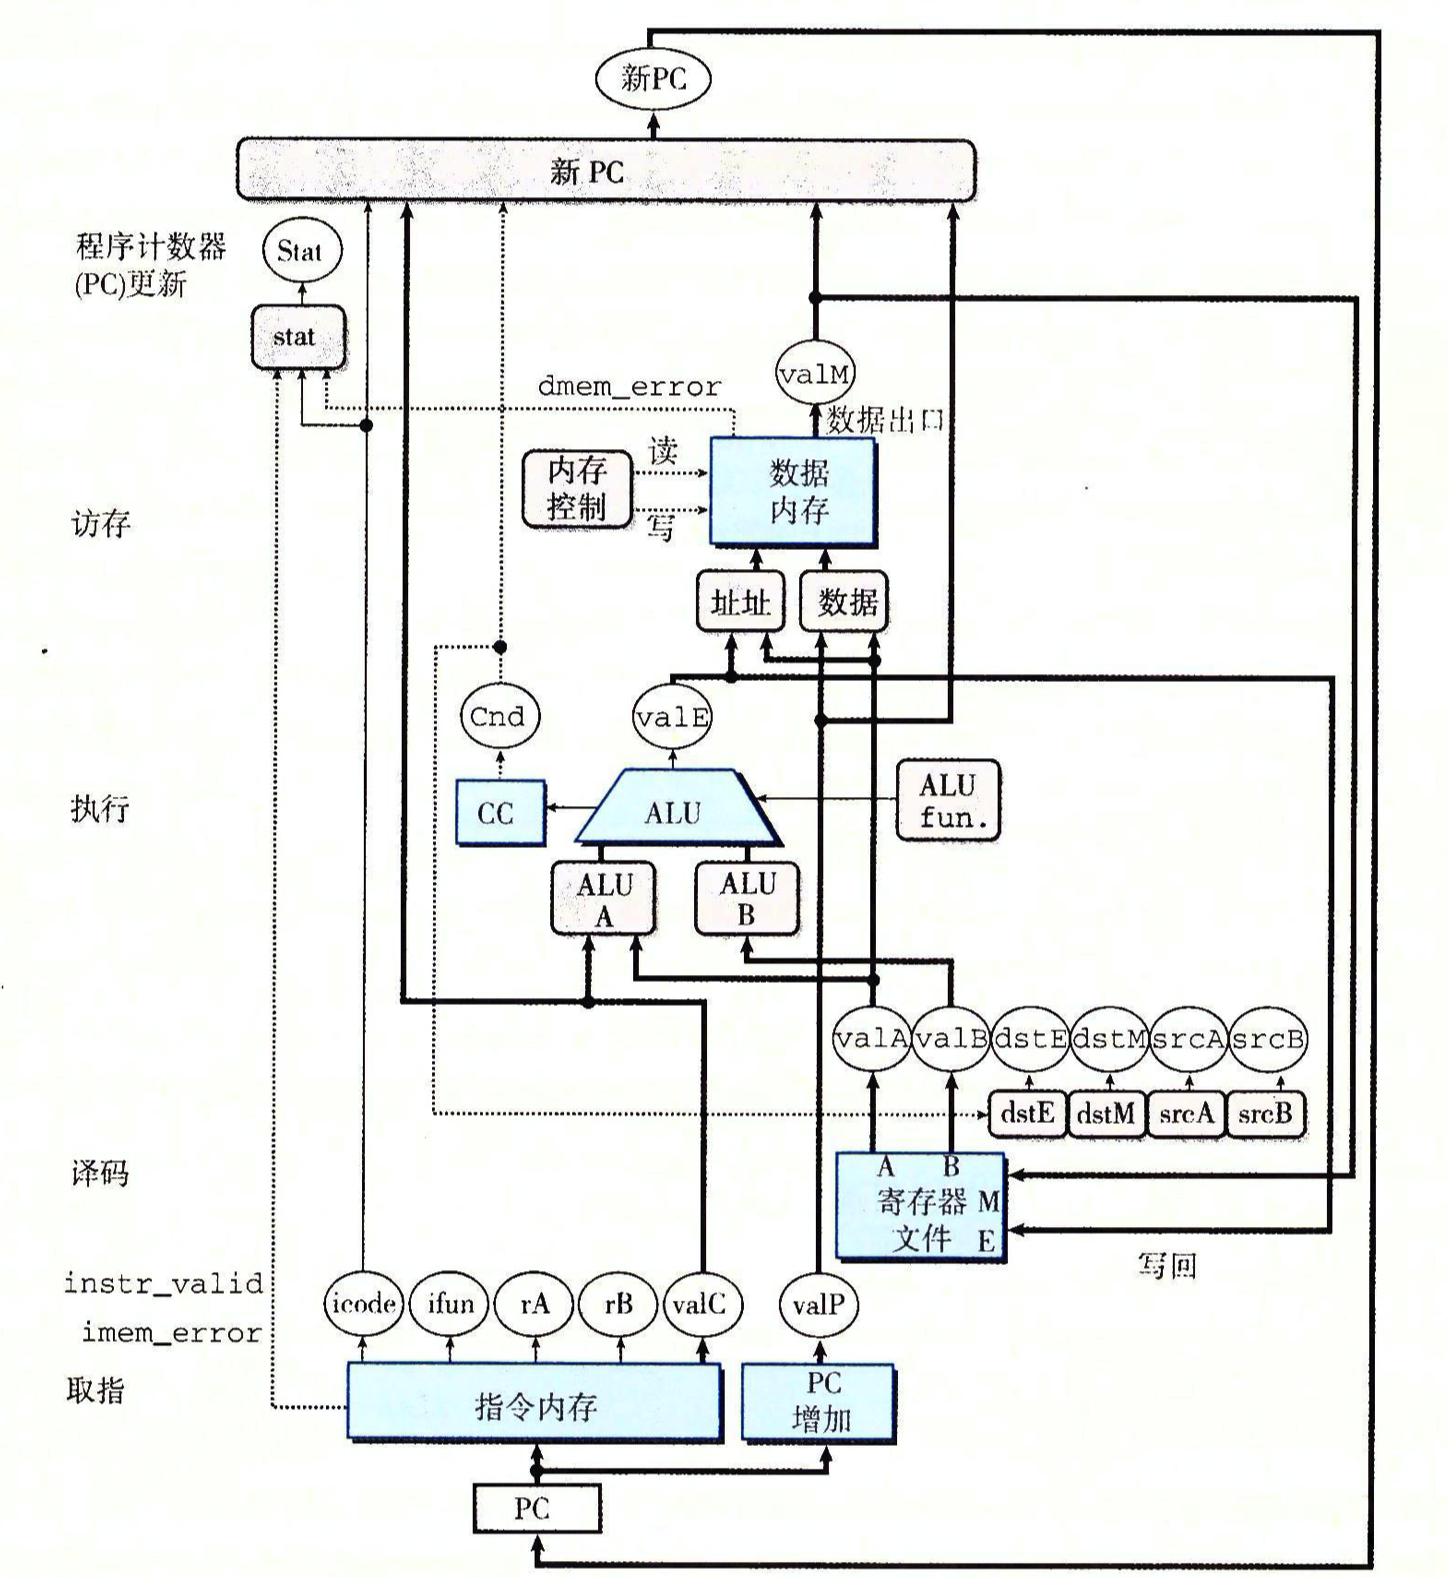 新PC
新 PC
程序计数器
(PC)更新
Stat
stat
valM
dmem_error
数据出口
读
内存
控制
写
数据
内存
访存
址址
数据
Cnd
valE
执行
CC
ALU
ALU
fun.
ALU
A
ALU
B
valA
valB
dstE
dstM
srcA
srcB
dstE
dstM
srcA
srcB
译码
A
B
寄存器
文件
M
E
写回
instr_valid
imem_error
icode
ifun
rA
rB
valC
valP
取指
指令内存
PC
增加
PC